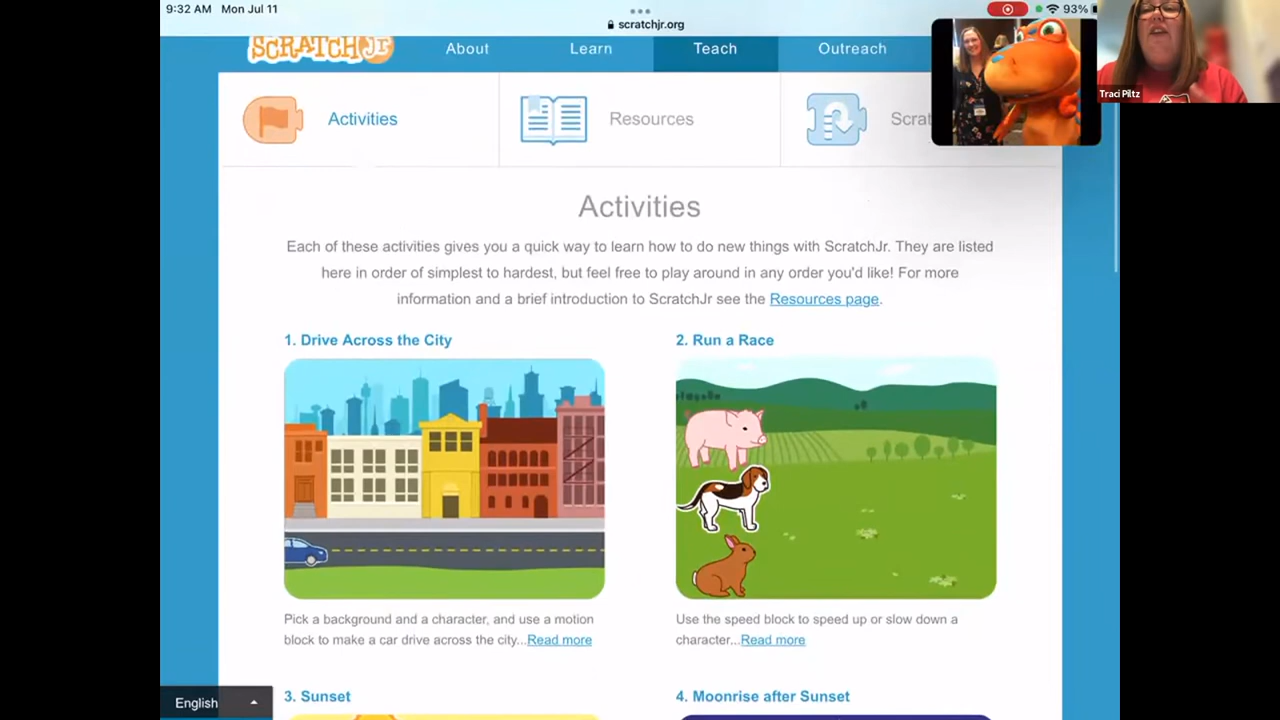 9:32 AM Mon Jul 11
93%
scratchjr.org
SCRATCH Jr
About
Learn
Teach
Outreach
Traci Piltz
Activities
Resources
Scrat
Activities
Each of these activities gives you a quick way to learn how to do new things with ScratchJr. They are listed
here in order of simplest to hardest, but feel free to play around in any order you'd like! For more
information and a brief introduction to ScratchJr see the Resources page.
1. Drive Across the City
2. Run a Race
Pick a background and a character, and use a motion
block to make a car drive across the city...Read more
Use the speed block to speed up or slow down a
character...Read more
English
3. Sunset
4. Moonrise after Sunset